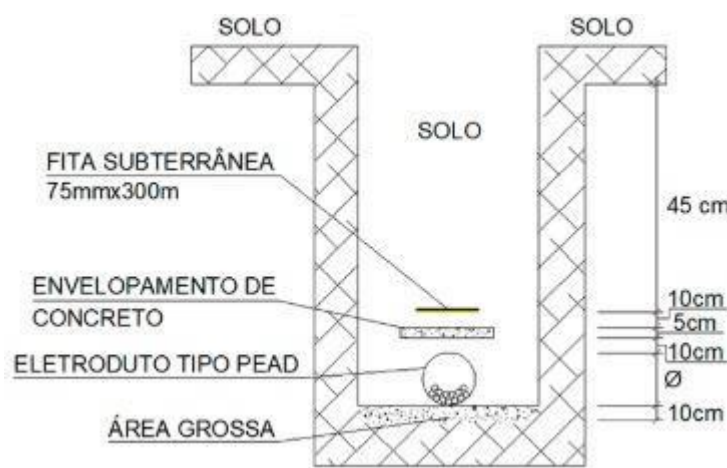 SOLO
SOLO
SOLO
FITA SUBTERRÂNEA
75mmx300m
ENVELOPAMENTO DE
CONCRETO
ELETRODUTO TIPO PEAD
ÁREA GROSSA
45 cm
10cm
5cm
10cm
Ø
10cm